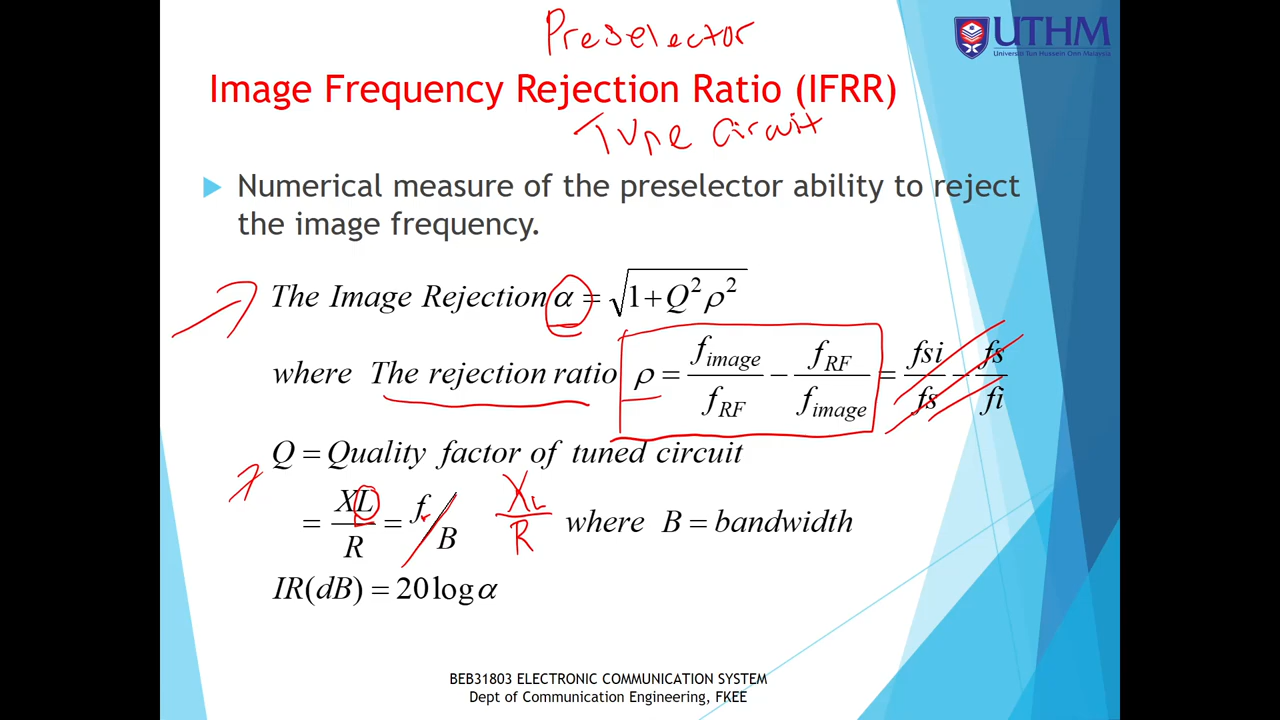 Preselector
UTHM
Universiti Tun Hussein Onn Malaysia
Image Frequency Rejection Ratio (IFRR)
Tune Circuit
Numerical measure of the preselector ability to reject
the image frequency.
The Image Rejection α = √(1+Q²ρ²)
where The rejection ratio ρ = f_image/f_RF − f_RF/f_image = fsi/fs − fs/fi
Q = Quality factor of tuned circuit
= XL/R = f_r/B X_L/R where B = bandwidth
IR(dB) = 20 log α
BEB31803 ELECTRONIC COMMUNICATION SYSTEM
Dept of Communication Engineering, FKEE